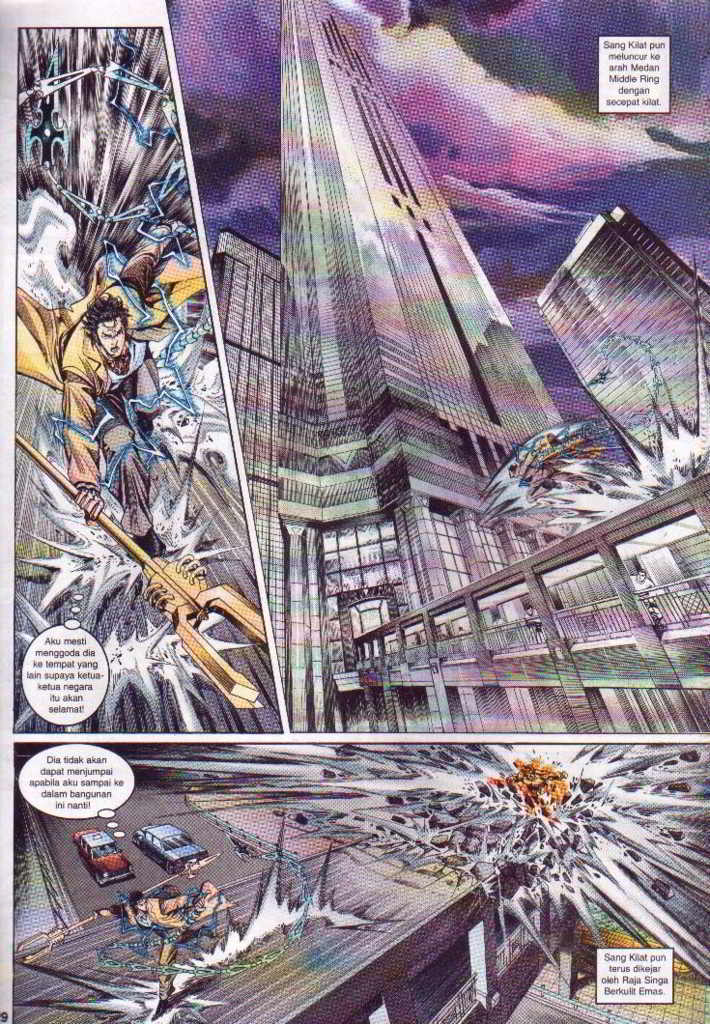 Sang Kilat pun
meluncur ke
arah Medan
Middle Ring
dengan
secepat kilat.
Aku mesti
menggoda dia
ke tempat yang
lain supaya ketua-
ketua negara
itu akan
selamat!
Dia tidak akan
dapat menjumpai
apabila aku sampai ke
dalam bangunan
ini nanti!
Sang Kilat pun
terus dikejar
oleh Raja Singa
Berkulit Emas.
9